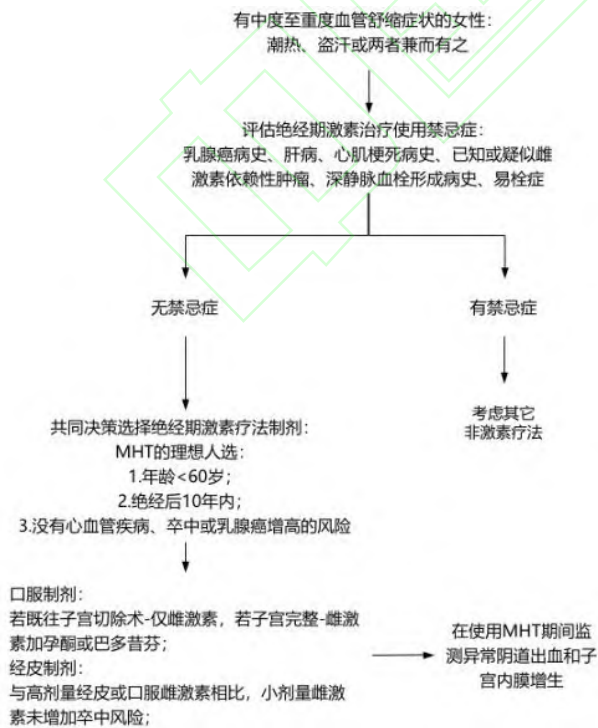 有中度至重度血管舒缩症状的女性：
潮热、盗汗或两者兼而有之
评估绝经期激素治疗使用禁忌症：
乳腺癌病史、肝病、心肌梗死病史、已知或疑似雌
激素依赖性肿瘤、深静脉血栓形成病史、易栓症
无禁忌症
有禁忌症
共同决策选择绝经期激素疗法制剂：
MHT的理想人选：
1.年龄<60岁；
2.绝经后10年内；
3.没有心血管疾病、卒中或乳腺癌增高的风险
考虑其它
非激素疗法
口服制剂：
若既往子宫切除术-仅雌激素，若子宫完整-雌激
素加孕酮或巴多昔芬；
经皮制剂：
与高剂量经皮或口服雌激素相比，小剂量雌激
素未增加卒中风险；
在使用MHT期间监
测异常阴道出血和子
宫内膜增生